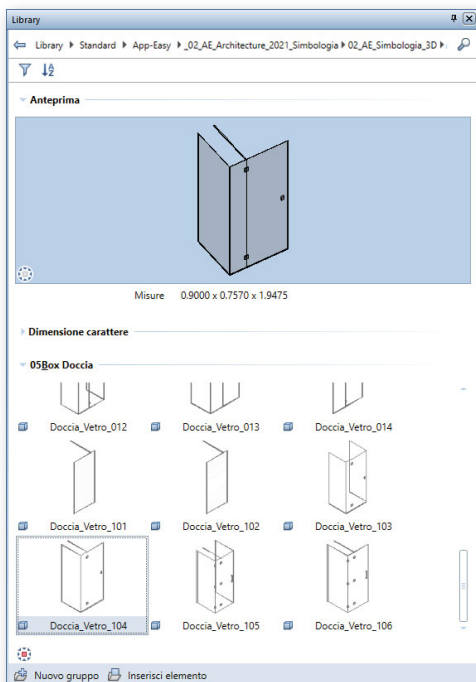 Library
Library ▸ Standard ▸ App-Easy ▸ _02_AE_Architecture_2021_Simbologia ▸ 02_AE_Simbologia_3D ▸
Anteprima
Misure 0.9000 x 0.7570 x 1.9475
Dimensione carattere
05Box Doccia
Doccia_Vetro_012 Doccia_Vetro_013 Doccia_Vetro_014
Doccia_Vetro_101 Doccia_Vetro_102 Doccia_Vetro_103
Doccia_Vetro_104 Doccia_Vetro_105 Doccia_Vetro_106
Nuovo gruppo Inserisci elemento